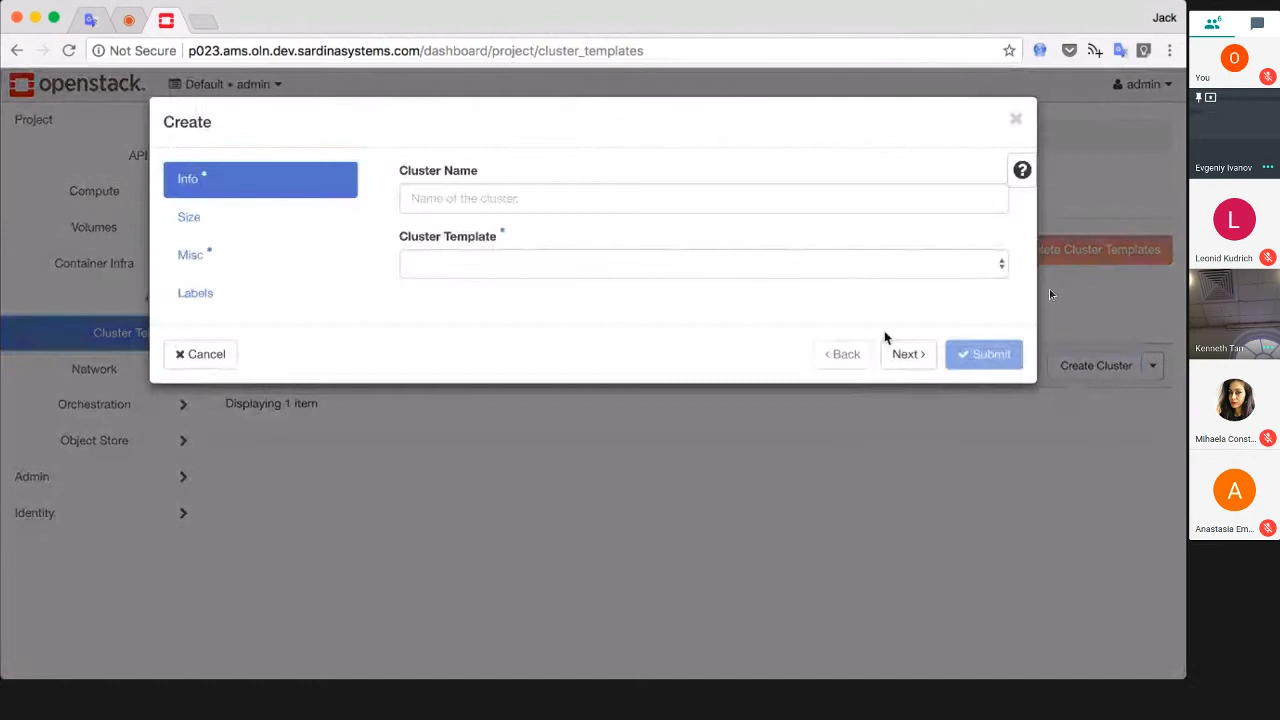 Jack
Not Secure p023.ams.oln.dev.sardinasystems.com/dashboard/project/cluster_templates
openstack. Default • admin admin
Project
API
Compute
Volumes
Container Infra
Cluster Te
Network
Orchestration
Object Store
Admin
Identity
Create
Info *
Size
Misc *
Labels
Cluster Name
Name of the cluster.
Cluster Template *
?
Cancel
‹ Back
Next ›
Submit
ete Cluster Templates
Create Cluster
Displaying 1 item
6
O
You
Evgeniy Ivanov
L
Leonid Kudrich
Kenneth Tan
Mihaela Const...
A
Anastasia Em...